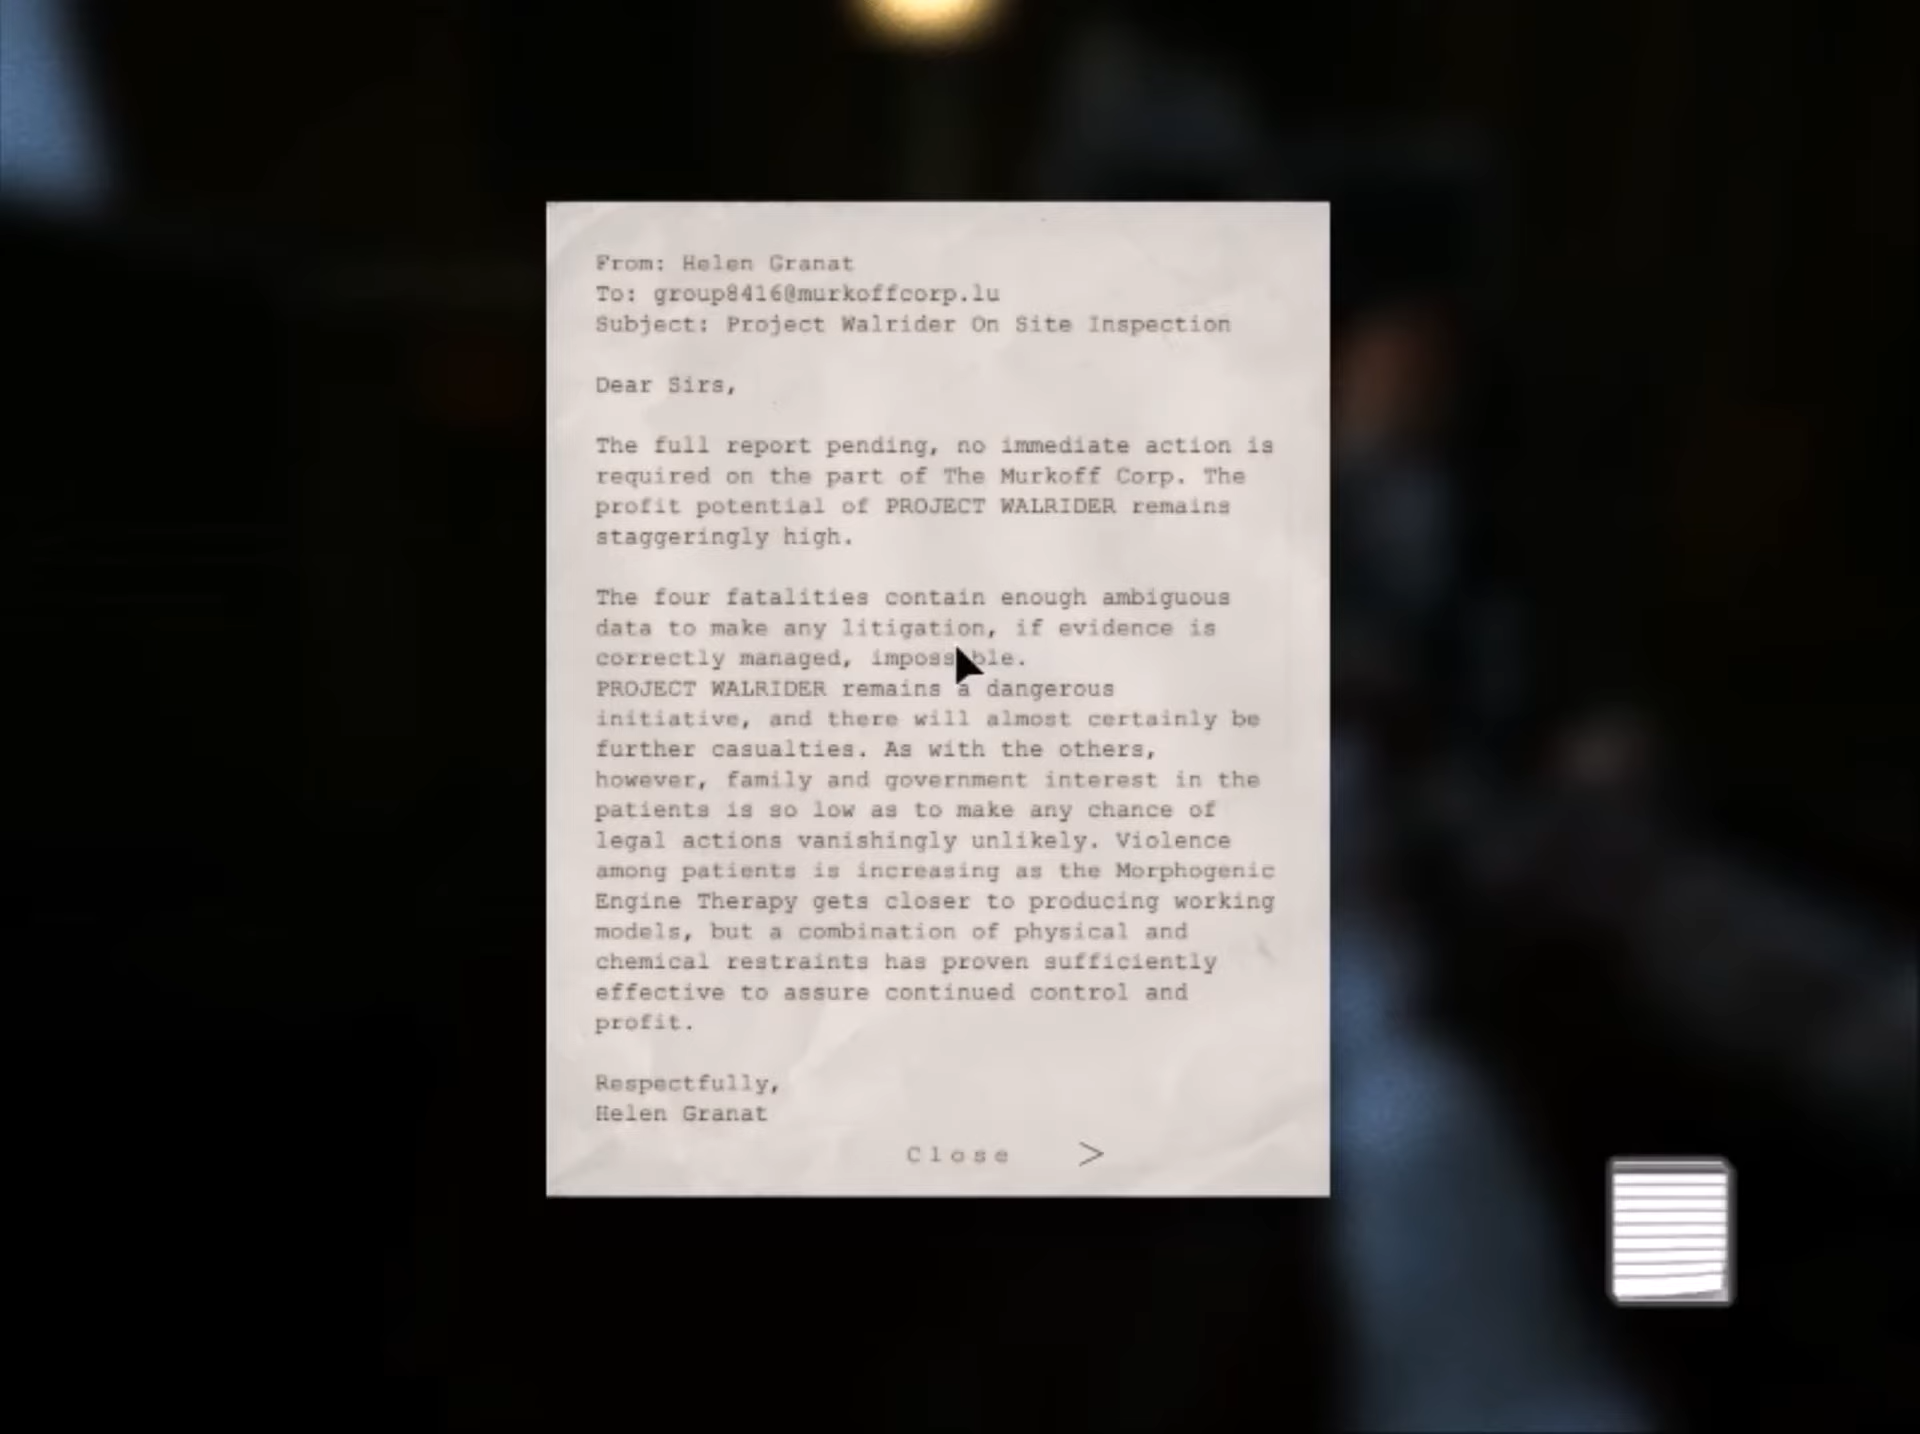 From: Helen Granat
To: group8416@murkoffcorp.lu
Subject: Project Walrider On Site Inspection
Dear Sirs,
The full report pending, no immediate action is
required on the part of The Murkoff Corp. The
profit potential of PROJECT WALRIDER remains
staggeringly high.
The four fatalities contain enough ambiguous
data to make any litigation, if evidence is
correctly managed, impossible.
PROJECT WALRIDER remains a dangerous
initiative, and there will almost certainly be
further casualties. As with the others,
however, family and government interest in the
patients is so low as to make any chance of
legal actions vanishingly unlikely. Violence
among patients is increasing as the Morphogenic
Engine Therapy gets closer to producing working
models, but a combination of physical and
chemical restraints has proven sufficiently
effective to assure continued control and
profit.
Respectfully,
Helen Granat
Close >